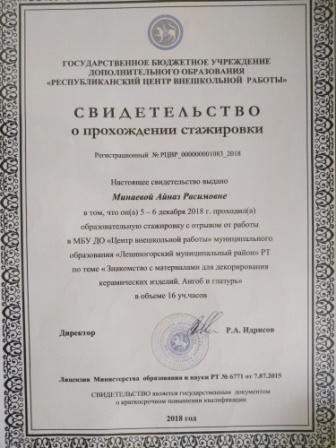 ГОСУДАРСТВЕННОЕ БЮДЖЕТНОЕ УЧРЕЖДЕНИЕ
ДОПОЛНИТЕЛЬНОГО ОБРАЗОВАНИЯ
«РЕСПУБЛИКАНСКИЙ ЦЕНТР ВНЕШКОЛЬНОЙ РАБОТЫ»
СВИДЕТЕЛЬСТВО
о прохождении стажировки
Регистрационный № РЦВР_000000001083_2018
Настоящее свидетельство выдано
Минаевой Айназ Расимовне
в том, что он(а) 5 – 6 декабря 2018 г. проходил(а)
образовательную стажировку с отрывом от работы
в МБУ ДО «Центр внешкольной работы» муниципального
образования «Лениногорский муниципальный район» РТ
по теме «Знакомство с материалами для декорирования
керамических изделий. Ангоб и глазурь»
в объеме 16 уч.часов
Директор Р.А. Идрисов
Лицензия Министерства образования и науки РТ № 6771 от 7.07.2015
СВИДЕТЕЛЬСТВО является государственным документом
о краткосрочном повышении квалификации
2018 год